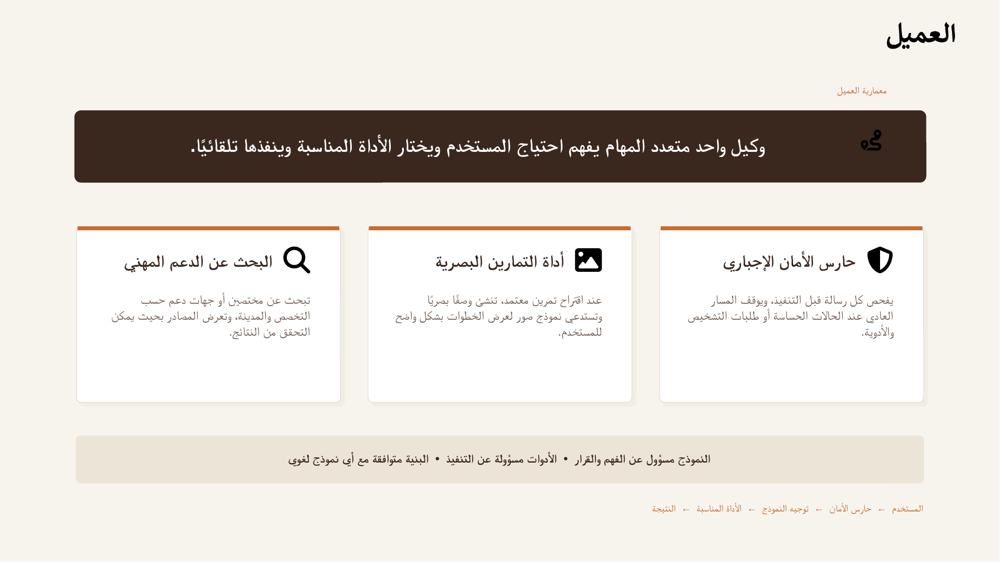 العميل
معمارية العميل
وكيل واحد متعدد المهام يفهم احتياج المستخدم ويختار الأداة المناسبة وينفذها تلقائيًا.
حارس الأمان الإجباري
يفحص كل رسالة قبل التنفيذ، ويوقف المسار
العادي عند الحالات الحساسة أو طلبات التشخيص
والأدوية.
أداة التمارين البصرية
عند اقتراح تمرين معتمد، تنشئ وصفًا بصريًا
وتستدعي نموذج صور لعرض الخطوات بشكل واضح
للمستخدم.
البحث عن الدعم المهني
تبحث عن مختصين أو جهات دعم حسب
التخصص والمدينة، وتعرض المصادر بحيث يمكن
التحقق من النتائج.
النموذج مسؤول عن الفهم والقرار • الأدوات مسؤولة عن التنفيذ • البنية متوافقة مع أي نموذج لغوي
المستخدم ← حارس الأمان ← توجيه النموذج ← الأداة المناسبة ← النتيجة